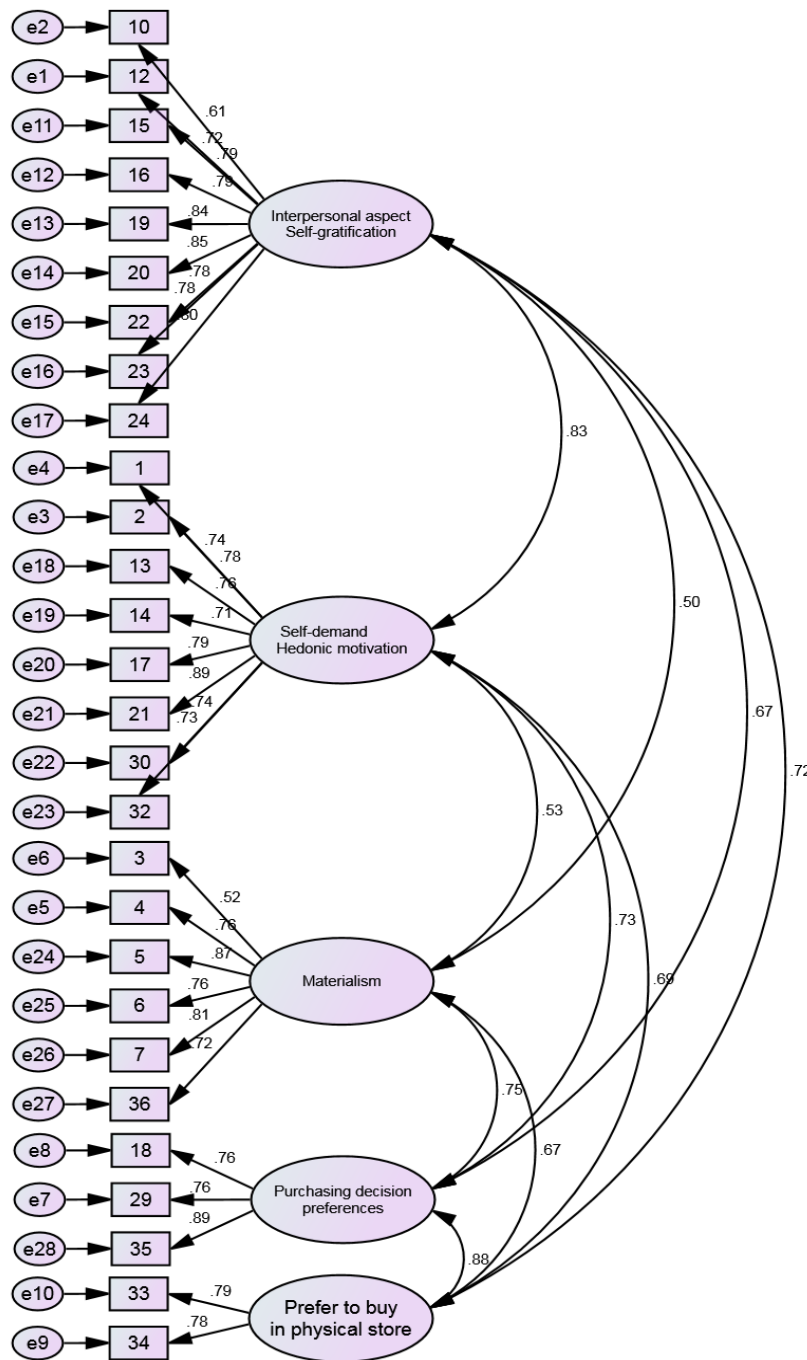 e2 10
e1 12
e11 15
e12 16
e13 19
e14 20
e15 22
e16 23
e17 24
.61
.72
.79
.79
.84
.85
.78
.78
.80
Interpersonal aspect
Self-gratification
e4 1
e3 2
e18 13
e19 14
e20 17
e21 21
e22 30
e23 32
.74
.78
.76
.71
.79
.89
.74
.73
Self-demand
Hedonic motivation
e6 3
e5 4
e24 5
e25 6
e26 7
e27 36
.52
.76
.87
.76
.81
.72
Materialism
e8 18
e7 29
e28 35
.76
.76
.89
Purchasing decision
preferences
e10 33
e9 34
.79
.78
Prefer to buy
in physical store
.83
.50
.67
.72
.53
.73
.69
.75
.67
.88